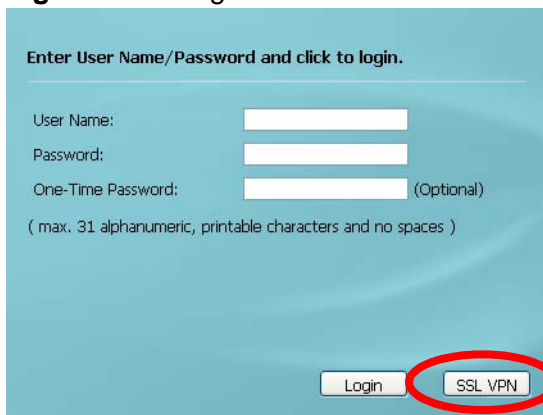 Enter User Name/Password and click to login.
User Name:
Password:
One-Time Password: (Optional)
( max. 31 alphanumeric, printable characters and no spaces )
Login SSL VPN